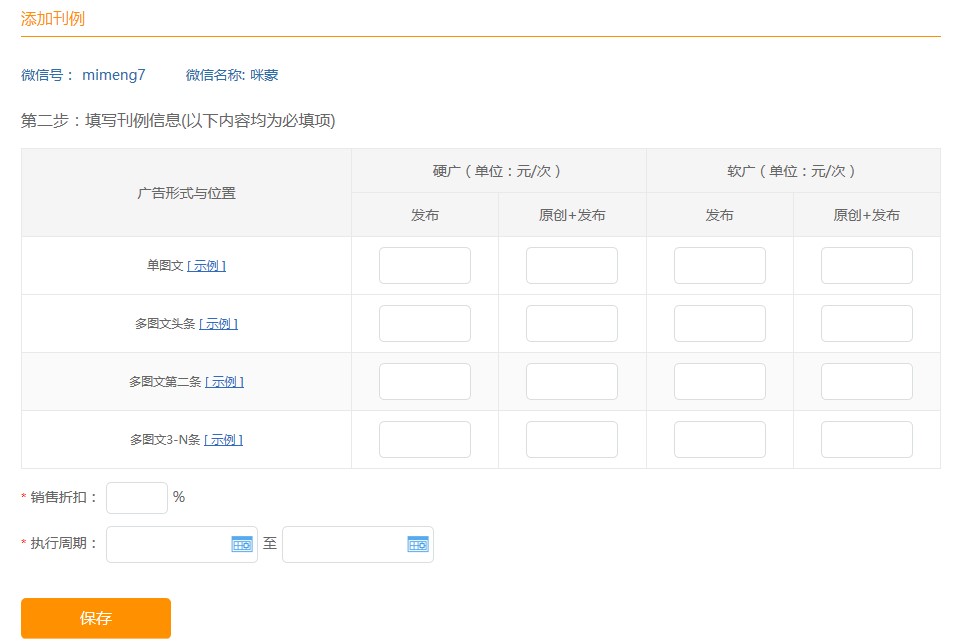 添加刊例
微信号： mimeng7 微信名称: 咪蒙
第二步：填写刊例信息(以下内容均为必填项)
广告形式与位置 硬广（单位：元/次） 软广（单位：元/次）
发布 原创+发布 发布 原创+发布
单图文 [ 示例 ]
多图文头条 [ 示例 ]
多图文第二条 [ 示例 ]
多图文3-N条 [ 示例 ]
* 销售折扣： %
* 执行周期： 至
保存